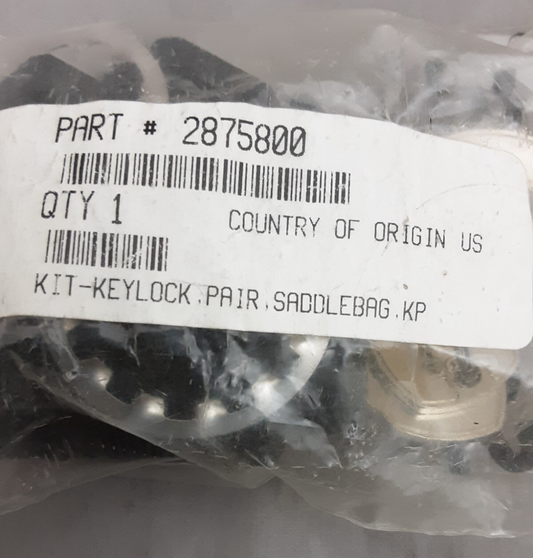 PART # 2875800
QTY 1
COUNTRY OF ORIGIN US
KIT-KEYLOCK,PAIR,SADDLEBAG,KP